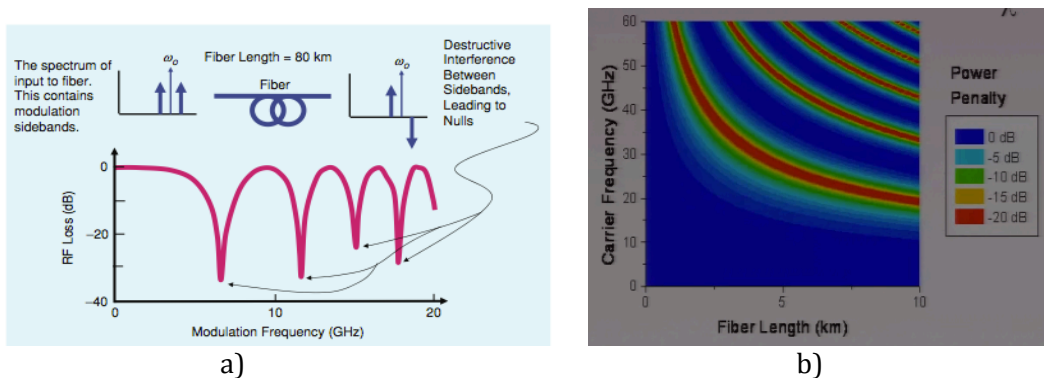 The spectrum of
input to fiber.
This contains
modulation
sidebands.
ωo
Fiber Length = 80 km
Fiber
ωo
Destructive
Interference
Between
Sidebands,
Leading to
Nulls
RF Loss (dB)
0
−20
−40
0
10
20
Modulation Frequency (GHz)
a)
Carrier Frequency (GHz)
60
50
40
30
20
10
0
0
5
10
Fiber Length (km)
Power
Penalty
0 dB
-5 dB
-10 dB
-15 dB
-20 dB
b)